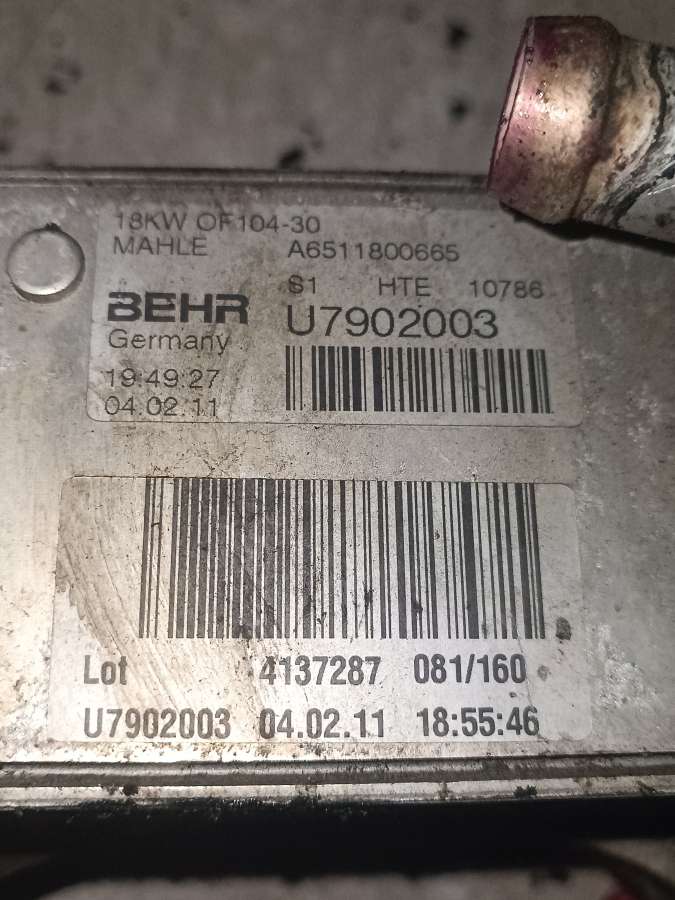 18KW OF104-30
MAHLE A6511800665
S1 HTE 10786
BEHR U7902003
Germany
19:49:27
04.02.11
Lot 4137287 081/160
U7902003 04.02.11 18:55:46